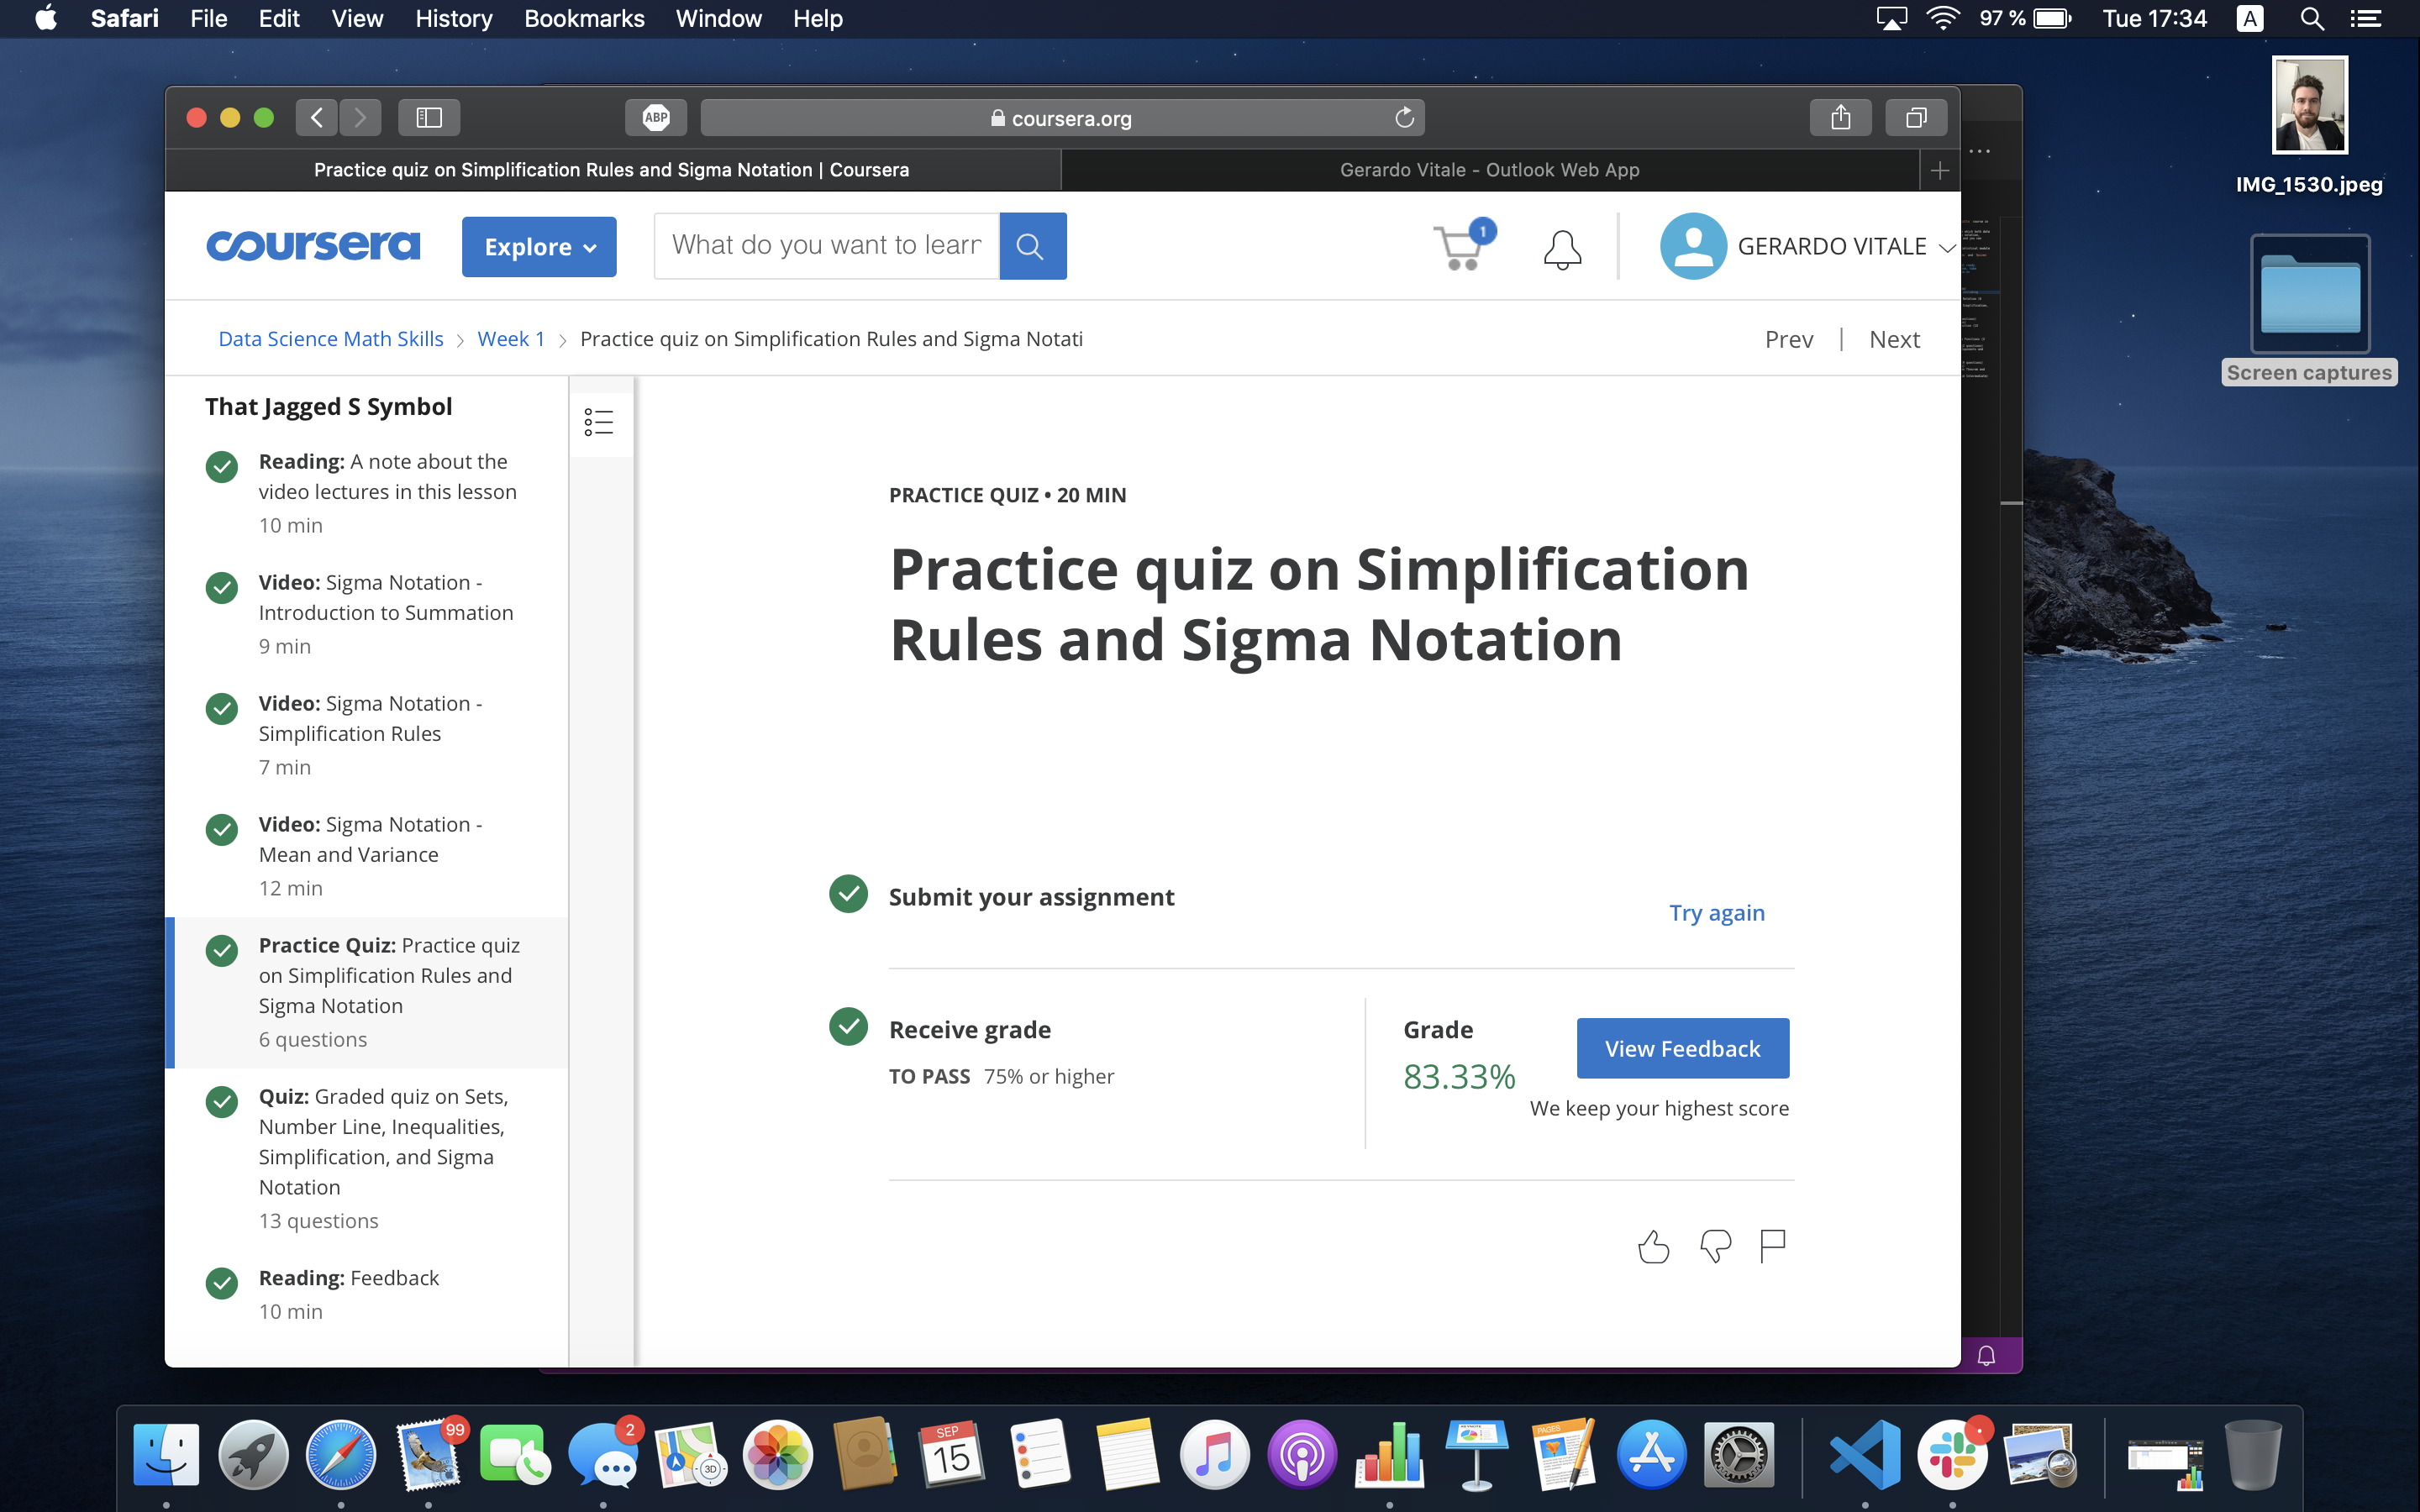 Safari File Edit View History Bookmarks Window Help 97 % Tue 17:34 A
IMG_1530.jpeg
Screen captures
ABP coursera.org
Practice quiz on Simplification Rules and Sigma Notation | Coursera
Gerardo Vitale - Outlook Web App
coursera Explore What do you want to learn 1 GERARDO VITALE
Data Science Math Skills > Week 1 > Practice quiz on Simplification Rules and Sigma Notati
Prev | Next
That Jagged S Symbol
Reading: A note about the
video lectures in this lesson
10 min
Video: Sigma Notation -
Introduction to Summation
9 min
Video: Sigma Notation -
Simplification Rules
7 min
Video: Sigma Notation -
Mean and Variance
12 min
Practice Quiz: Practice quiz
on Simplification Rules and
Sigma Notation
6 questions
Quiz: Graded quiz on Sets,
Number Line, Inequalities,
Simplification, and Sigma
Notation
13 questions
Reading: Feedback
10 min
PRACTICE QUIZ • 20 MIN
Practice quiz on Simplification
Rules and Sigma Notation
Submit your assignment
Try again
Receive grade
TO PASS 75% or higher
Grade
83.33%
View Feedback
We keep your highest score
99
2
3D
SEP
15
PAGES